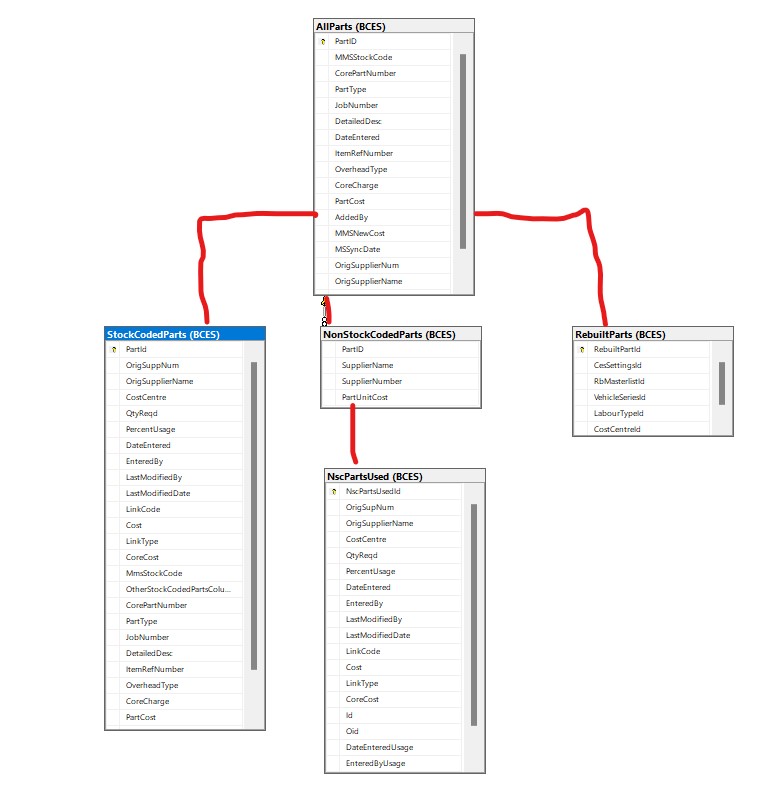 AllParts (BCES)
PartID
MMSStockCode
CorePartNumber
PartType
JobNumber
DetailedDesc
DateEntered
ItemRefNumber
OverheadType
CoreCharge
PartCost
AddedBy
MMSNewCost
MSSyncDate
OrigSupplierNum
OrigSupplierName
StockCodedParts (BCES)
PartId
OrigSuppNum
OrigSupplierName
CostCentre
QtyReqd
PercentUsage
DateEntered
EnteredBy
LastModifiedBy
LastModifiedDate
LinkCode
Cost
LinkType
CoreCost
MmsStockCode
OtherStockCodedPartsColu...
CorePartNumber
PartType
JobNumber
DetailedDesc
ItemRefNumber
OverheadType
CoreCharge
PartCost
NonStockCodedParts (BCES)
PartID
SupplierName
SupplierNumber
PartUnitCost
NscPartsUsed (BCES)
NscPartsUsedId
OrigSupNum
OrigSupplierName
CostCentre
QtyReqd
PercentUsage
DateEntered
EnteredBy
LastModifiedBy
LastModifiedDate
LinkCode
Cost
LinkType
CoreCost
Id
Oid
DateEnteredUsage
EnteredByUsage
RebuiltParts (BCES)
RebuiltPartId
CesSettingsId
RbMasterlistId
VehicleSeriesId
LabourTypeId
CostCentreId